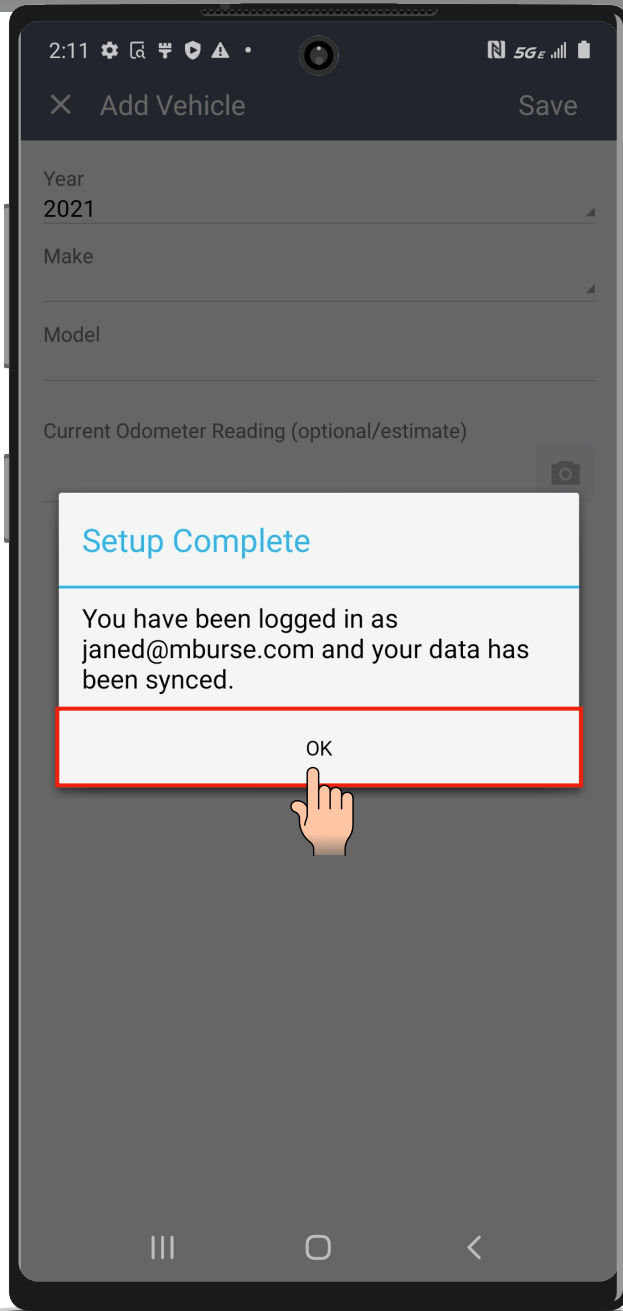 2:11 5G E
Add Vehicle Save
Year
2021
Make
Model
Current Odometer Reading (optional/estimate)
Setup Complete
You have been logged in as
janed@mburse.com and your data has
been synced.
OK